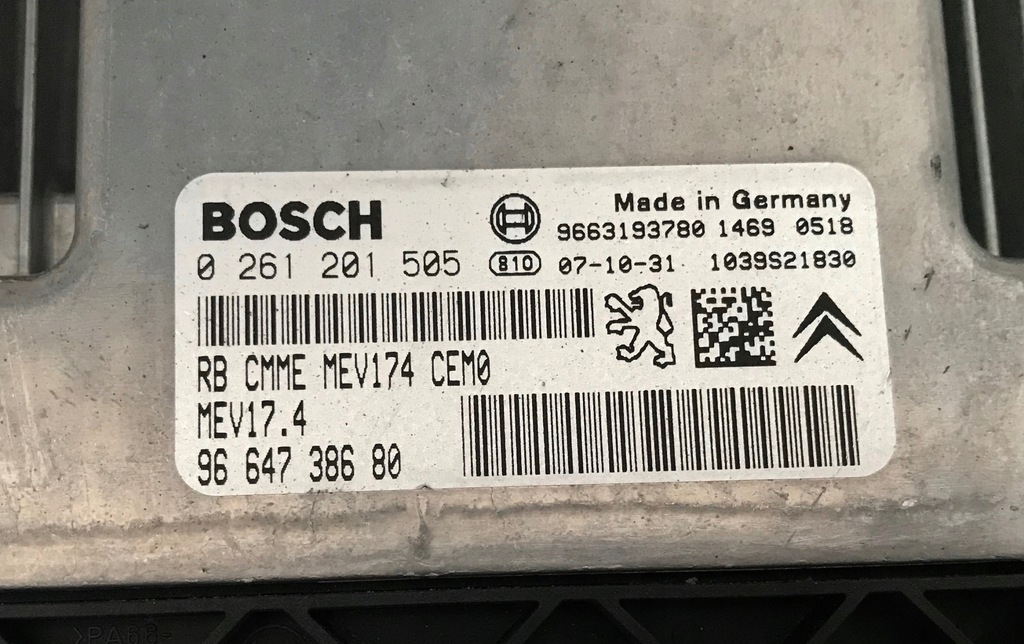 BOSCH
Made in Germany
9663193780 1469 0518
0 261 201 505
810 07-10-31 1039S21830
RB CMME MEV174 CEM0
MEV17.4
96 647 386 80
>PA66-